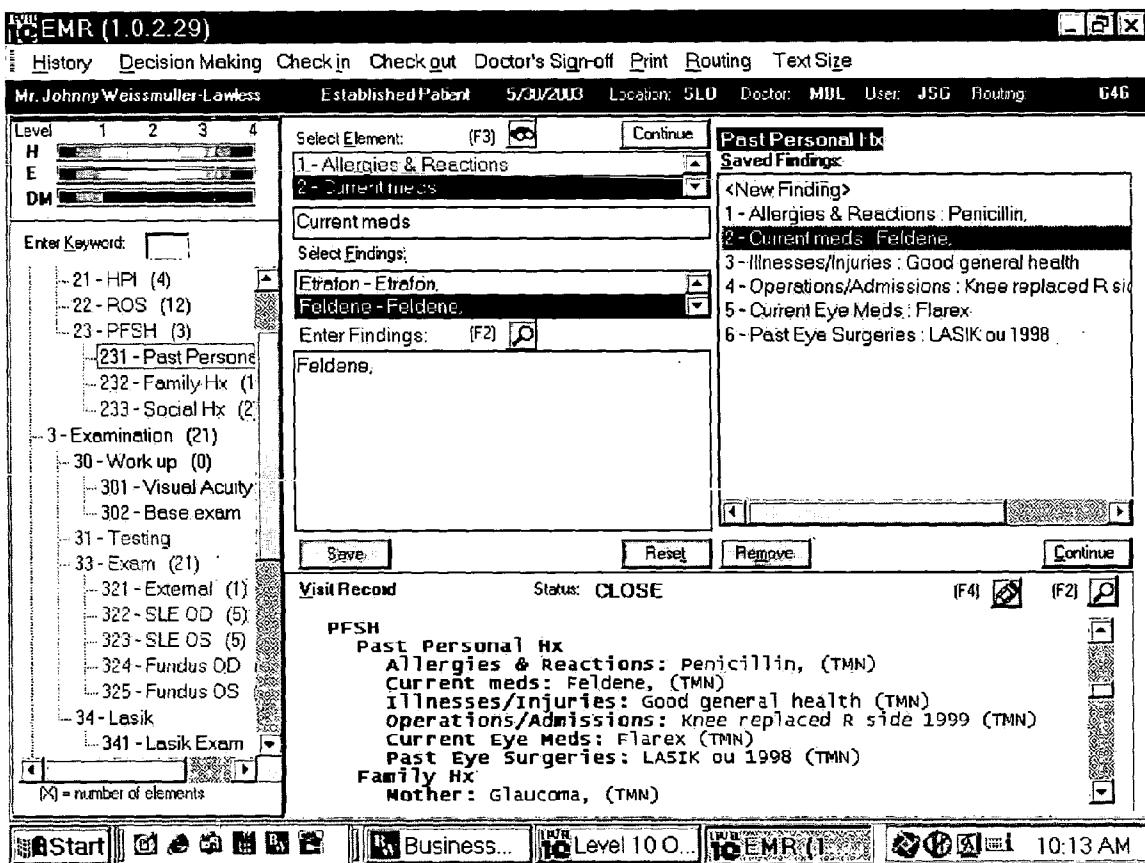 EMR (1.0.2.29)
History Decision Making Check in Check out Doctor's Sign-off Print Routing Text Size
Mr. Johnny Weissmuller-Lawless Established Patient 5/30/2003 Location: SLO Doctor: MBL User: JSG Routing: 646
Level 1 2 3 4
H
E
DM
Enter Keyword:
21 - HPI (4)
22 - ROS (12)
23 - PFSH (3)
231 - Past Persona
232 - Family Hx (1
233 - Social Hx (2
3 - Examination (21)
30 - Work up (0)
301 - Visual Acuity
302 - Base exam
31 - Testing
33 - Exam (21)
321 - External (1)
322 - SLE OD (5)
323 - SLE OS (5)
324 - Fundus OD
325 - Fundus OS
34 - Lasik
341 - Lasik Exam
(X) = number of elements
Select Element: (F3) Continue
1 - Allergies & Reactions
2 - Current meds
Current meds
Select Findings:
Etrafon - Etrafon,
Feldene - Feldene,
Enter Findings: (F2)
Feldene,
Save Reset
Past Personal Hx
Saved Findings:
<New Finding>
1 - Allergies & Reactions : Penicillin,
2 - Current meds : Feldene,
3 - Illnesses/Injuries : Good general health
4 - Operations/Admissions : Knee replaced R sid
5 - Current Eye Meds : Flarex
6 - Past Eye Surgeries : LASIK ou 1998
Remove Continue
Visit Record Status: CLOSE (F4) (F2)
PFSH
Past Personal Hx
Allergies & Reactions: Penicillin, (TMN)
Current meds: Feldene, (TMN)
Illnesses/Injuries: Good general health (TMN)
Operations/Admissions: Knee replaced R side 1999 (TMN)
Current Eye Meds: Flarex (TMN)
Past Eye Surgeries: LASIK ou 1998 (TMN)
Family Hx
Mother: Glaucoma, (TMN)
Start Business... Level 10 O... EMR (1 10:13 AM